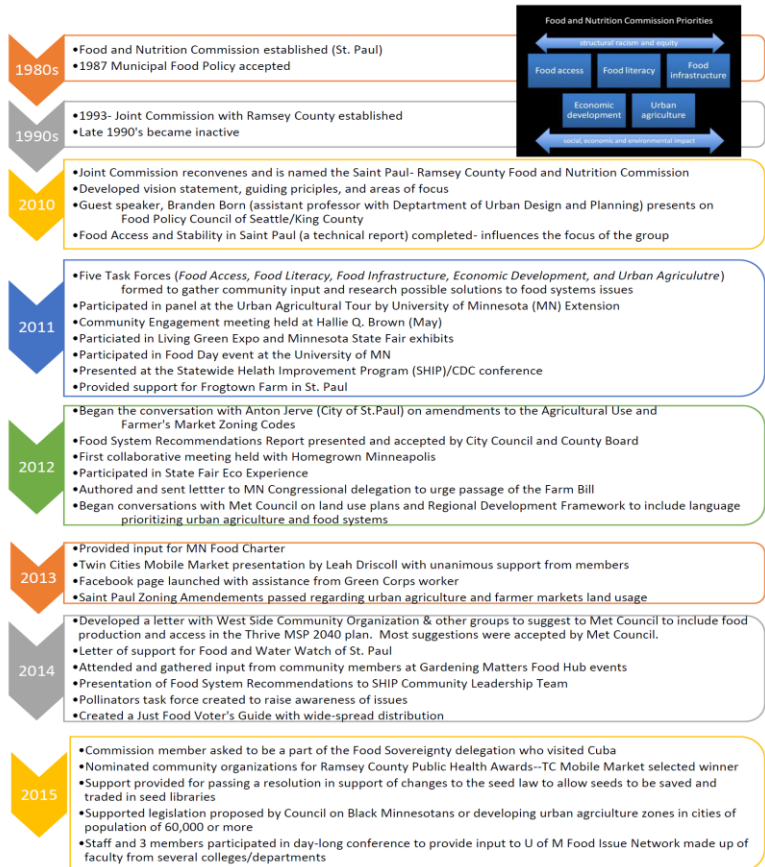 Food and Nutrition Commission Priorities
structural racism and equity
Food access
Food literacy
Food
infrastructure
Economic
development
Urban
agriculture
social, economic and environmental impact
1980s
•Food and Nutrition Commission established (St. Paul)
•1987 Municipal Food Policy accepted
1990s
•1993- Joint Commission with Ramsey County established
•Late 1990's became inactive
2010
•Joint Commission reconvenes and is named the Saint Paul- Ramsey County Food and Nutrition Commission
•Developed vision statement, guiding priciples, and areas of focus
•Guest speaker, Branden Born (assistant professor with Deptartment of Urban Design and Planning) presents on
Food Policy Council of Seattle/King County
•Food Access and Stability in Saint Paul (a technical report) completed- influences the focus of the group
2011
•Five Task Forces (Food Access, Food Literacy, Food Infrastructure, Economic Development, and Urban Agriculutre)
formed to gather community input and research possible solutions to food systems issues
•Participated in panel at the Urban Agricultural Tour by University of Minnesota (MN) Extension
•Community Engagement meeting held at Hallie Q. Brown (May)
•Particiated in Living Green Expo and Minnesota State Fair exhibits
•Participated in Food Day event at the University of MN
•Presented at the Statewide Helath Improvement Program (SHIP)/CDC conference
•Provided support for Frogtown Farm in St. Paul
2012
•Began the conversation with Anton Jerve (City of St.Paul) on amendments to the Agricultural Use and
Farmer's Market Zoning Codes
•Food System Recommendations Report presented and accepted by City Council and County Board
•First collaborative meeting held with Homegrown Minneapolis
•Participated in State Fair Eco Experience
•Authored and sent lettter to MN Congressional delegation to urge passage of the Farm Bill
•Began conversations with Met Council on land use plans and Regional Development Framework to include language
prioritizing urban agriculture and food systems
2013
•Provided input for MN Food Charter
•Twin Cities Mobile Market presentation by Leah Driscoll with unanimous support from members
•Facebook page launched with assistance from Green Corps worker
•Saint Paul Zoning Amendements passed regarding urban agriculture and farmer markets land usage
2014
•Developed a letter with West Side Community Organization & other groups to suggest to Met Council to include food
production and access in the Thrive MSP 2040 plan. Most suggestions were accepted by Met Council.
•Letter of support for Food and Water Watch of St. Paul
•Attended and gathered input from community members at Gardening Matters Food Hub events
•Presentation of Food System Recommendations to SHIP Community Leadership Team
•Pollinators task force created to raise awareness of issues
•Created a Just Food Voter's Guide with wide-spread distribution
2015
•Commission member asked to be a part of the Food Sovereignty delegation who visited Cuba
•Nominated community organizations for Ramsey County Public Health Awards--TC Mobile Market selected winner
•Support provided for passing a resolution in support of changes to the seed law to allow seeds to be saved and
traded in seed libraries
•Supported legislation proposed by Council on Black Minnesotans or developing urban agrciulture zones in cities of
population of 60,000 or more
•Staff and 3 members participated in day-long conference to provide input to U of M Food Issue Network made up of
faculty from several colleges/departments